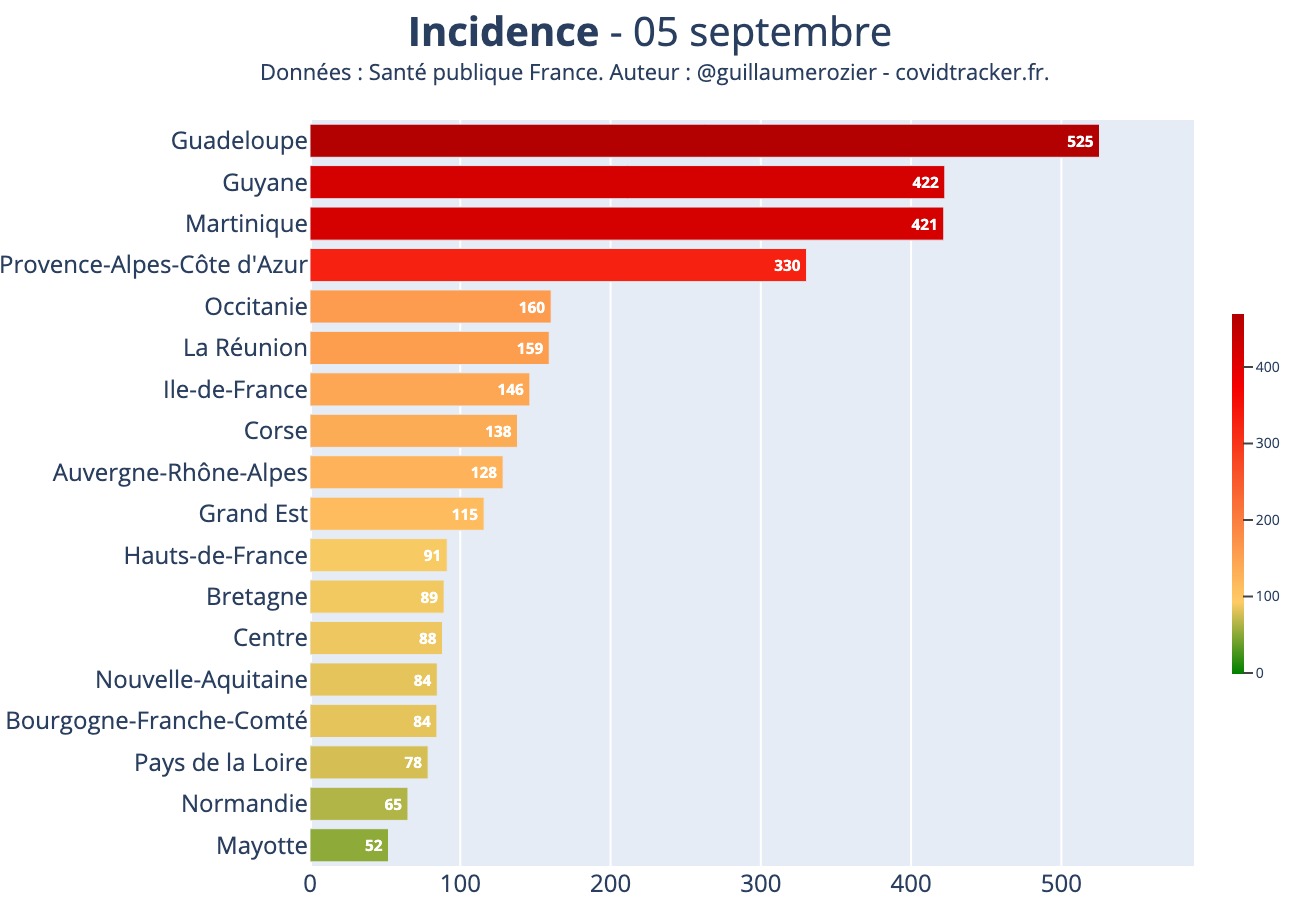 Incidence - 05 septembre
Données : Santé publique France. Auteur : @guillaumerozier - covidtracker.fr.
Guadeloupe 525
Guyane 422
Martinique 421
Provence-Alpes-Côte d'Azur 330
Occitanie 160
La Réunion 159
Ile-de-France 146
Corse 138
Auvergne-Rhône-Alpes 128
Grand Est 115
Hauts-de-France 91
Bretagne 89
Centre 88
Nouvelle-Aquitaine 84
Bourgogne-Franche-Comté 84
Pays de la Loire 78
Normandie 65
Mayotte 52
0 100 200 300 400 500
400
300
200
100
0